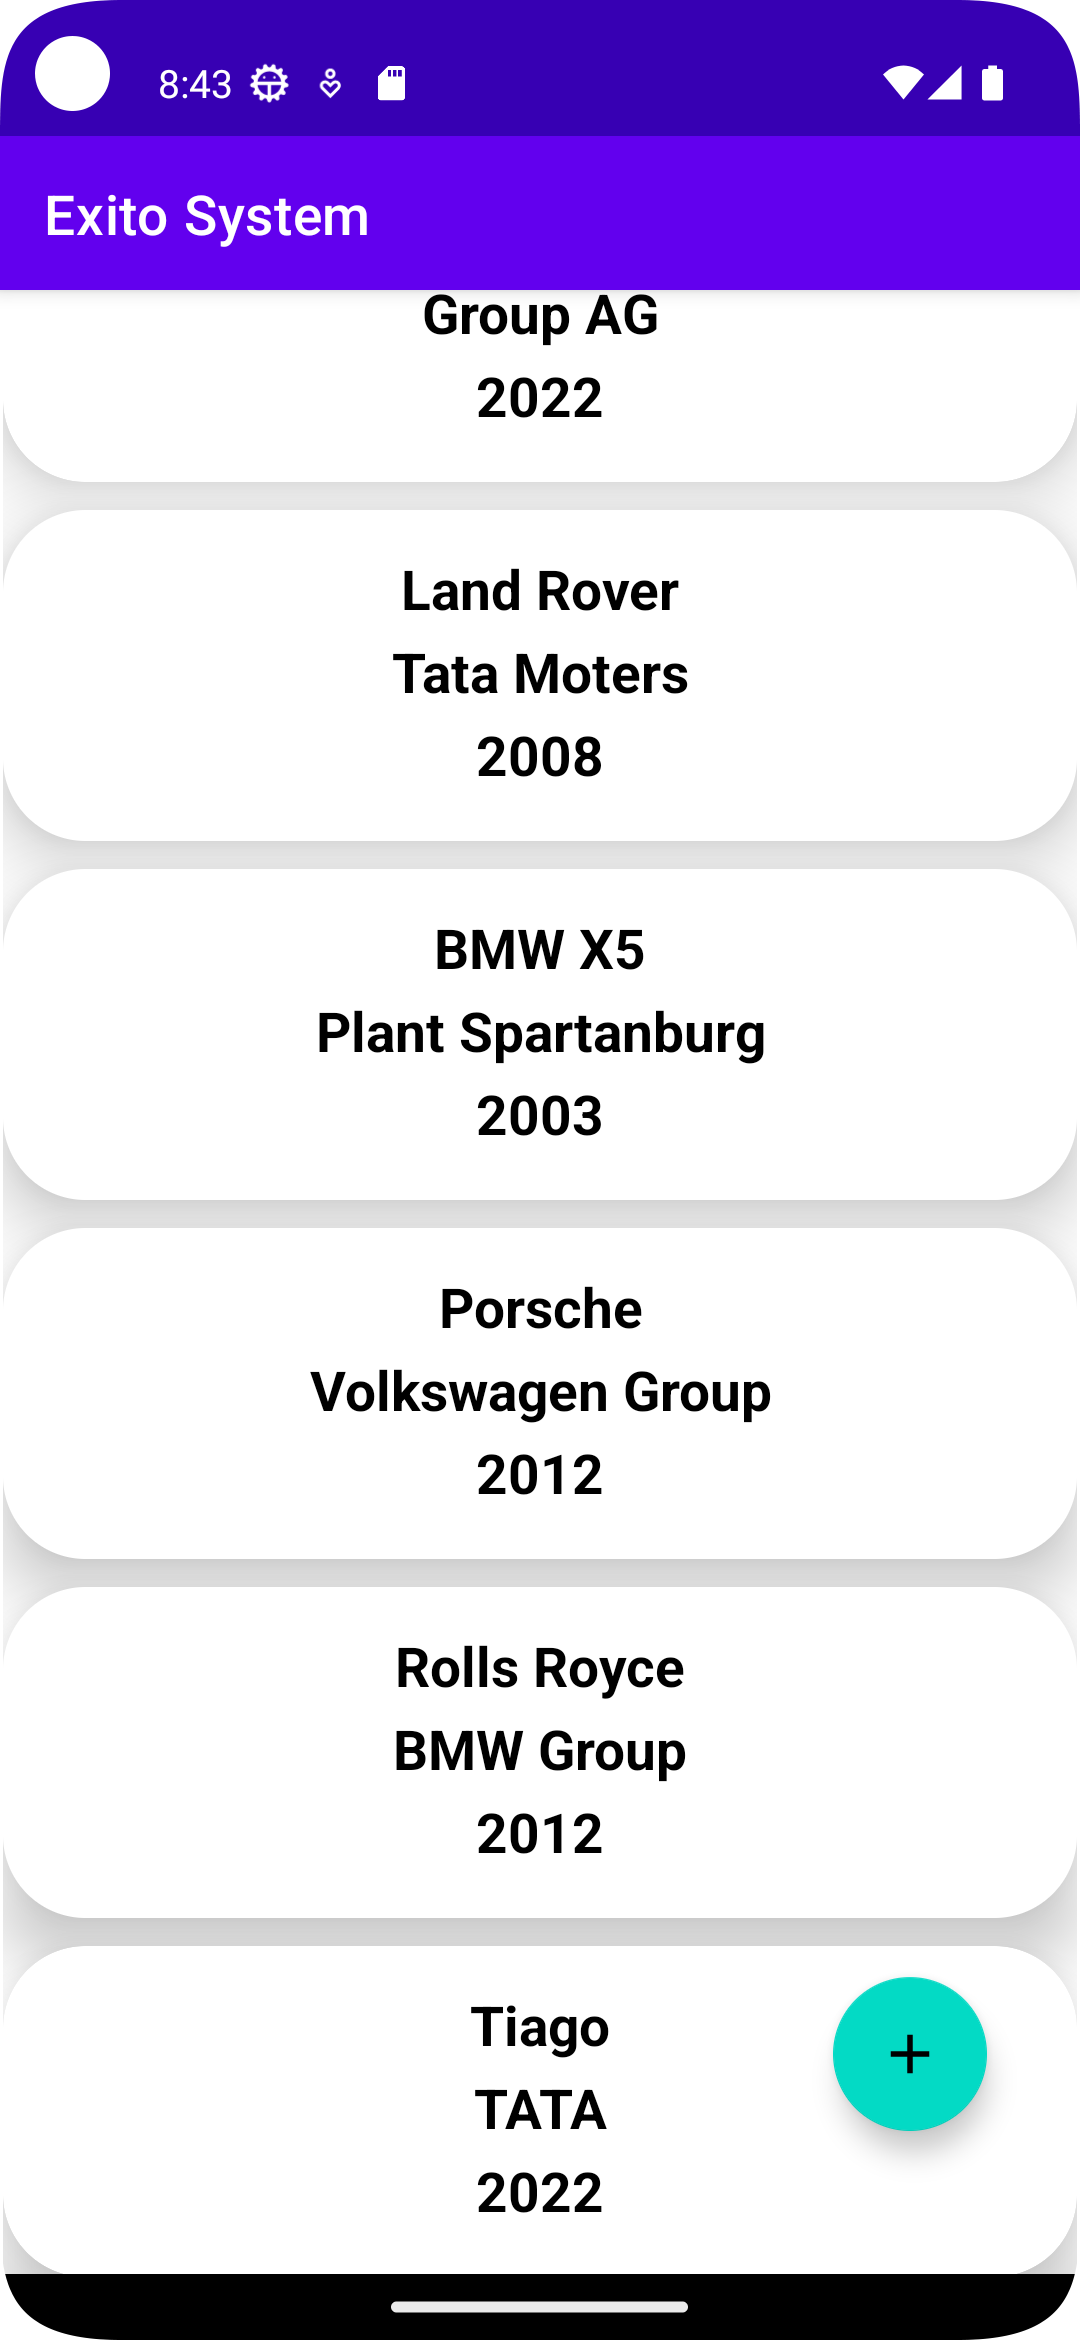 8:43
Exito System
Group AG
2022
Land Rover
Tata Moters
2008
BMW X5
Plant Spartanburg
2003
Porsche
Volkswagen Group
2012
Rolls Royce
BMW Group
2012
Tiago
TATA
2022